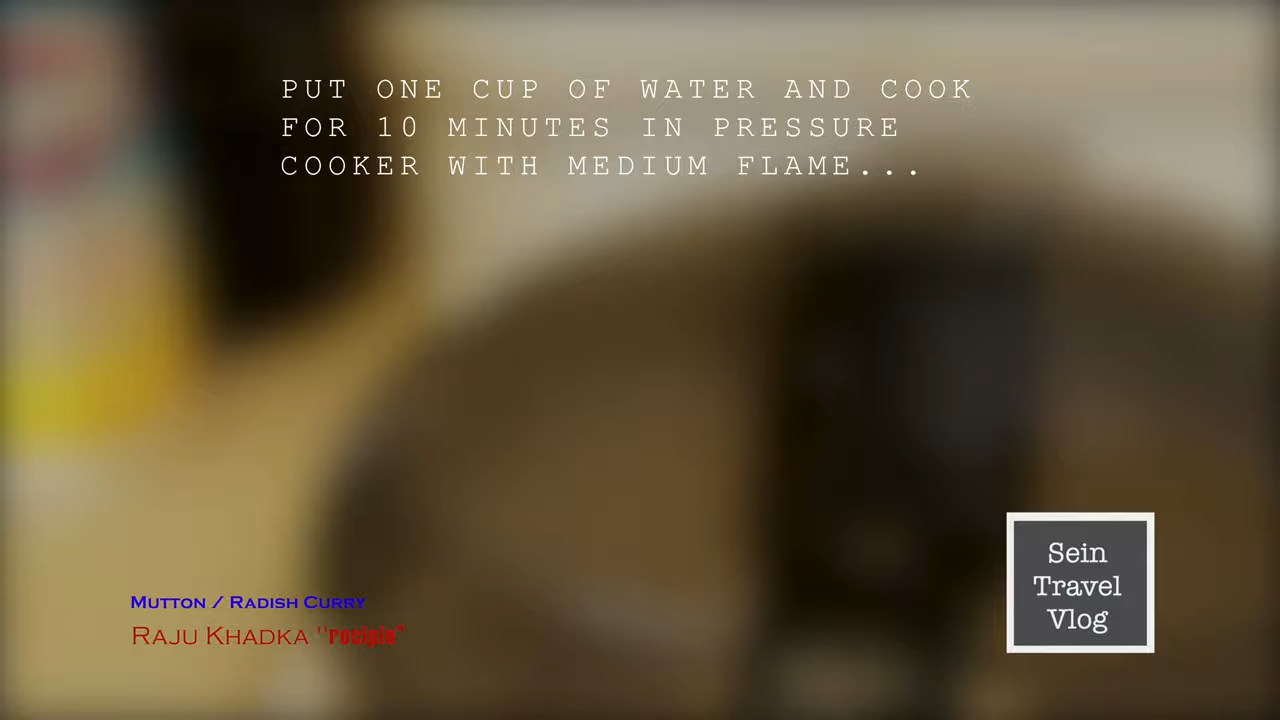 PUT ONE CUP OF WATER AND COOK
FOR 10 MINUTES IN PRESSURE
COOKER WITH MEDIUM FLAME...
MUTTON / RADISH CURRY
RAJU KHADKA "recipie"
Sein
Travel
Vlog